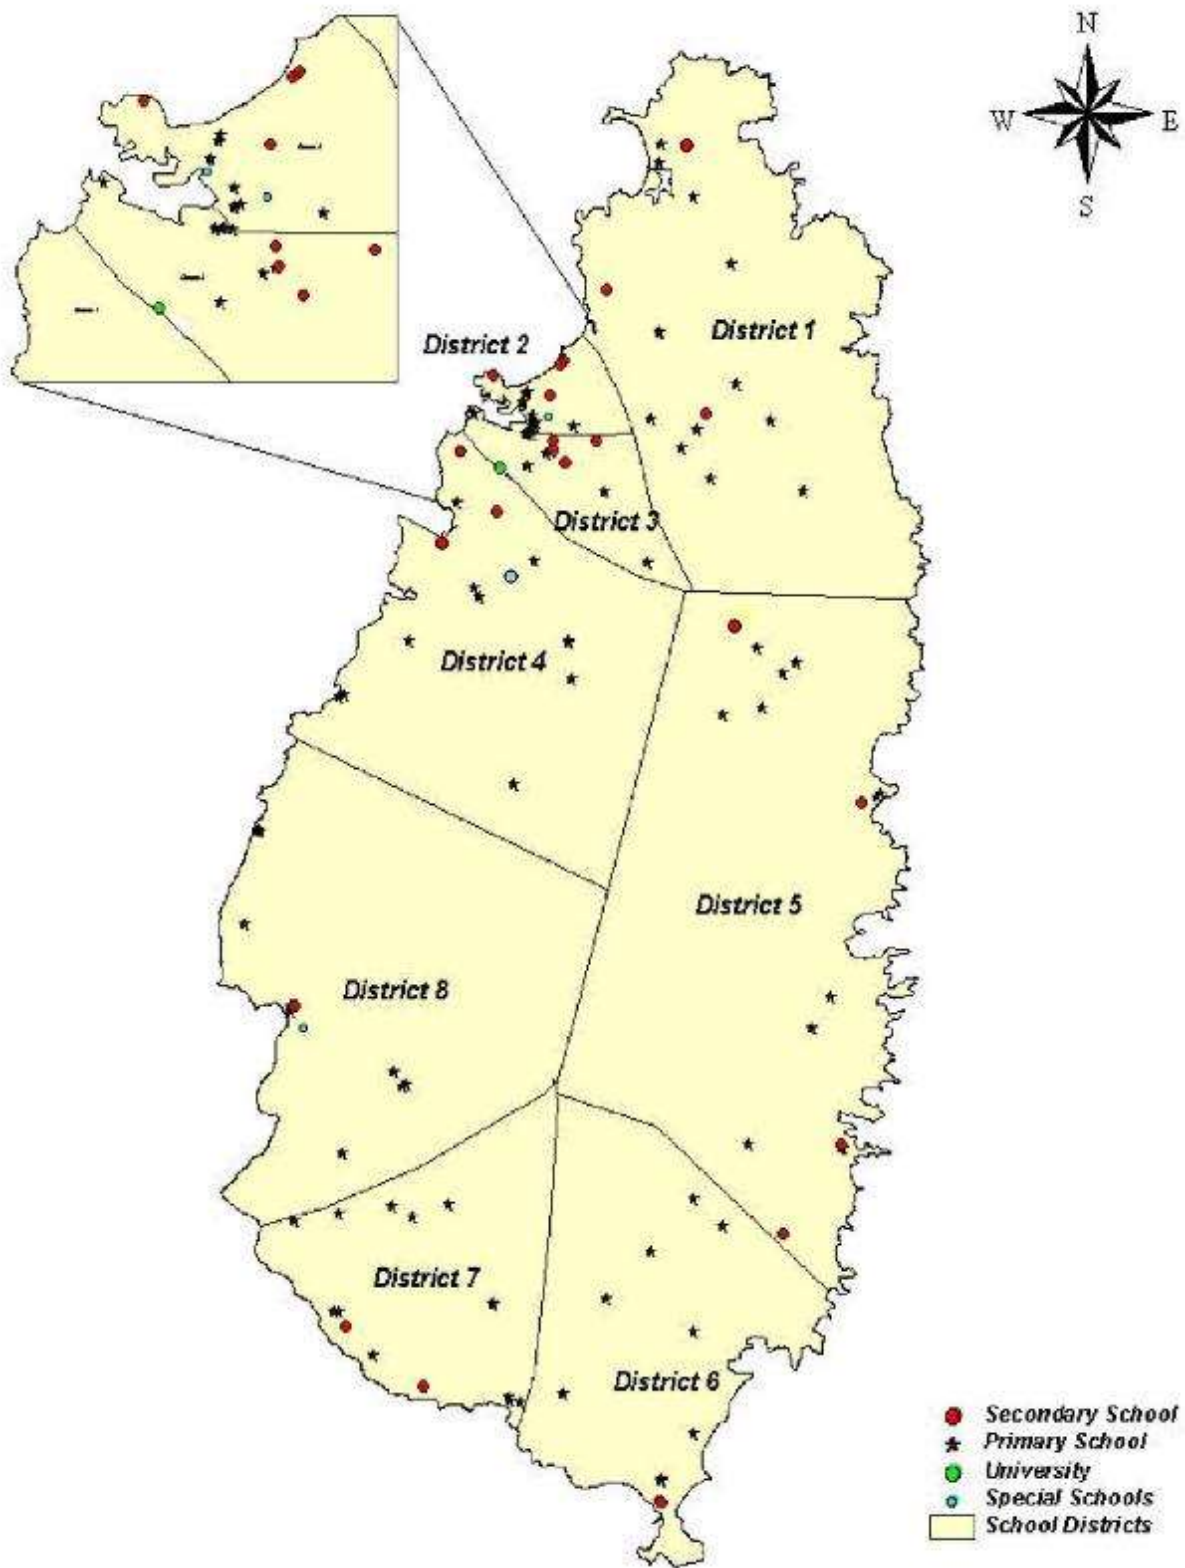 N
W E
S
District 2
District 1
District 3
District 4
District 5
District 8
District 7
District 6
Secondary School
Primary School
University
Special Schools
School Districts